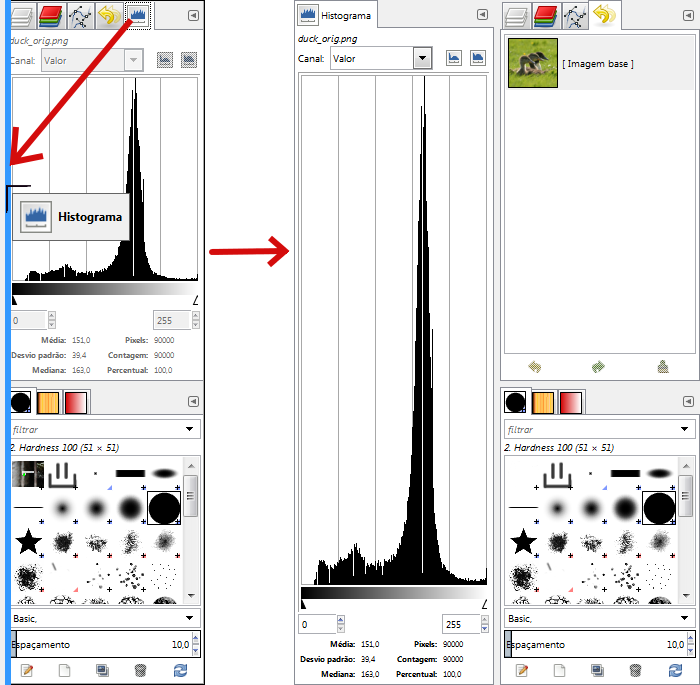 duck_orig.png
Canal: Valor
Histograma
0 255
Média: 151,0 Pixels: 90000
Desvio padrão: 39,4 Contagem: 90000
Mediana: 163,0 Percentual: 100,0
filtrar
2. Hardness 100 (51 × 51)
Basic,
Espaçamento 10,0
Histograma
duck_orig.png
Canal: Valor
0 255
Média: 151,0 Pixels: 90000
Desvio padrão: 39,4 Contagem: 90000
Mediana: 163,0 Percentual: 100,0
[ Imagem base ]
filtrar
2. Hardness 100 (51 × 51)
Basic,
Espaçamento 10,0